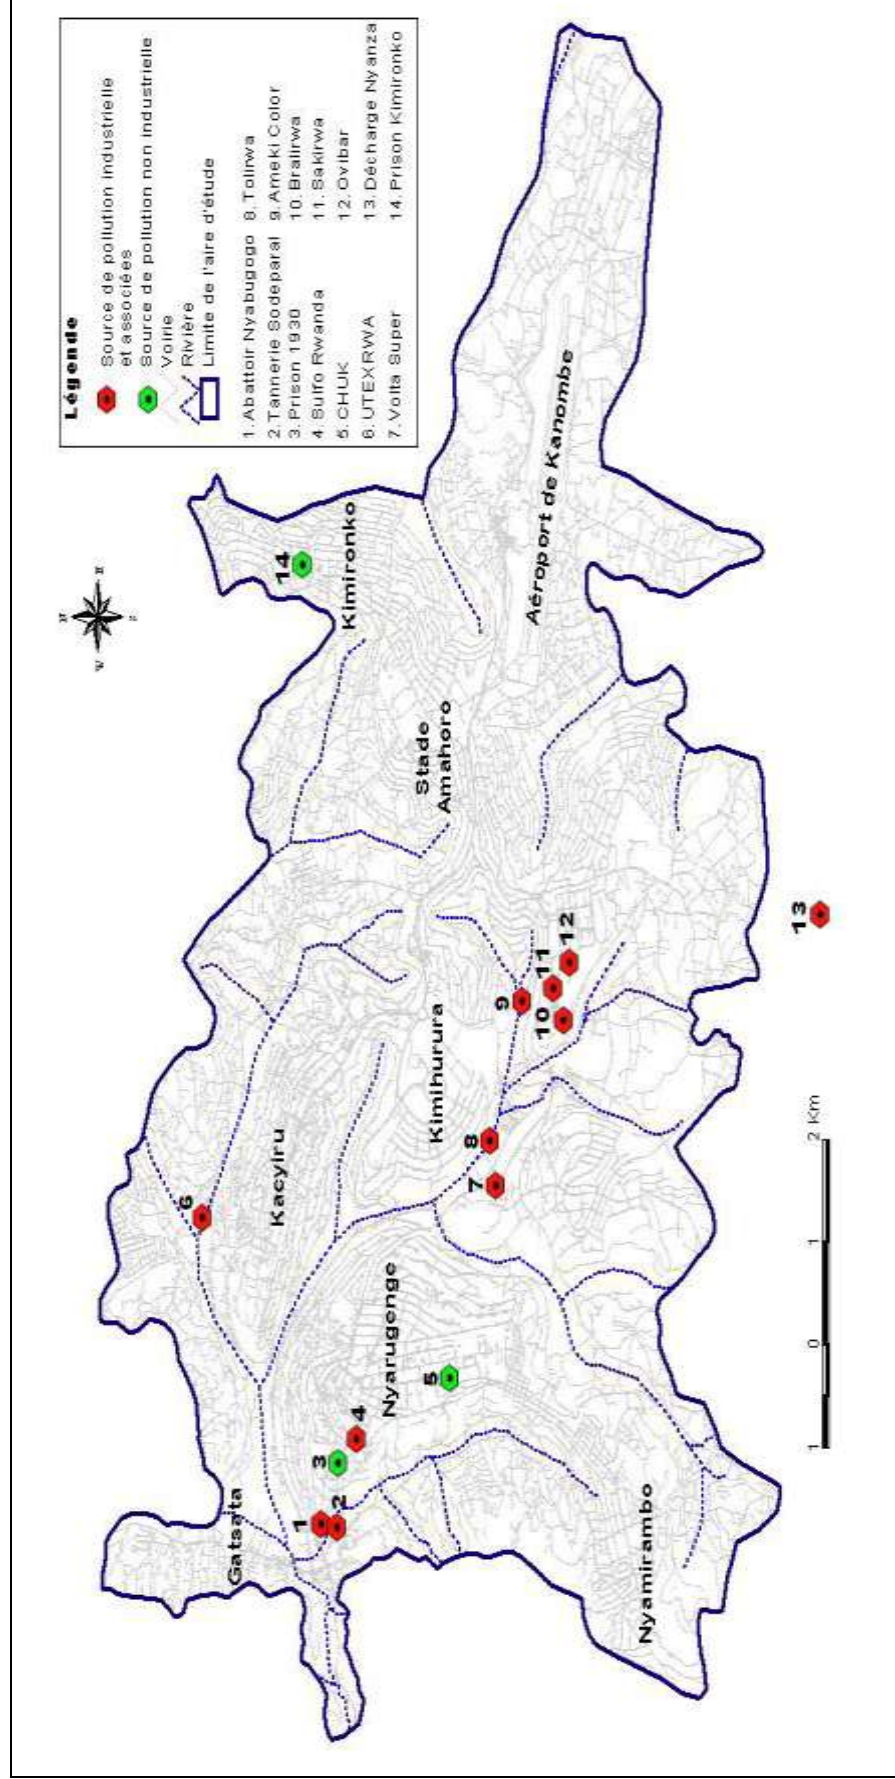 Légende
Source de pollution industrielle
et associées
Source de pollution non industrielle
Voirie
Rivière
Limite de l'aire d'étude
1. Abattoir Nyabugogo
2. Tannerie Sodeparal
3. Prison 1930
4 Sulfo Rwanda
5. CHUK
6. UTEXRWA
7. Volta Super
8. Tolirwa
9. Ameki Color
10. Bralirwa
11. Sakirwa
12. Ovibar
13. Décharge Nyanza
14. Prison Kimironko
N
W
E
S
14
Kimironko
Aéroport de Kanombe
Stade
Amahoro
13
12
11
10
9
Kimihurura
8
7
6
Kacyiru
Nyarugenge
5
4
3
2
1
Gatsata
Nyamirambo
1 0 1 2 Km